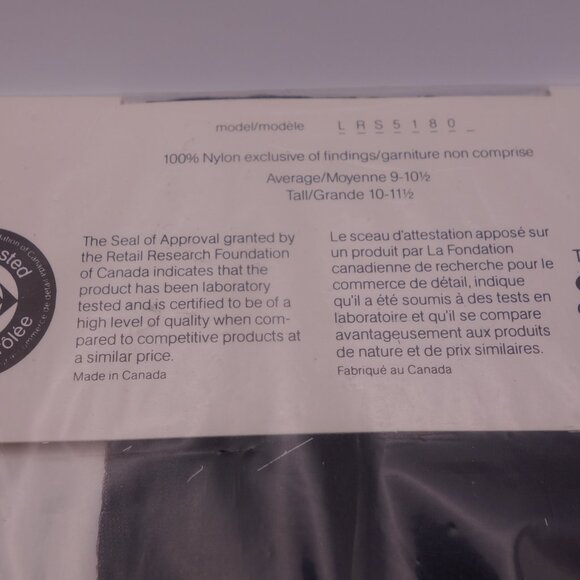 model/modèle LRS5180_
100% Nylon exclusive of findings/garniture non comprise
Average/Moyenne 9-10½
Tall/Grande 10-11½
The Seal of Approval granted by
the Retail Research Foundation
of Canada indicates that the
product has been laboratory
tested and is certified to be of a
high level of quality when com-
pared to competitive products at
a similar price.
Made in Canada
Le sceau d'attestation apposé sur
un produit par La Fondation
canadienne de recherche pour le
commerce de détail, indique
qu'il a été soumis à des tests en
laboratoire et qu'il se compare
avantageusement aux produits
de nature et de prix similaires.
Fabriqué au Canada